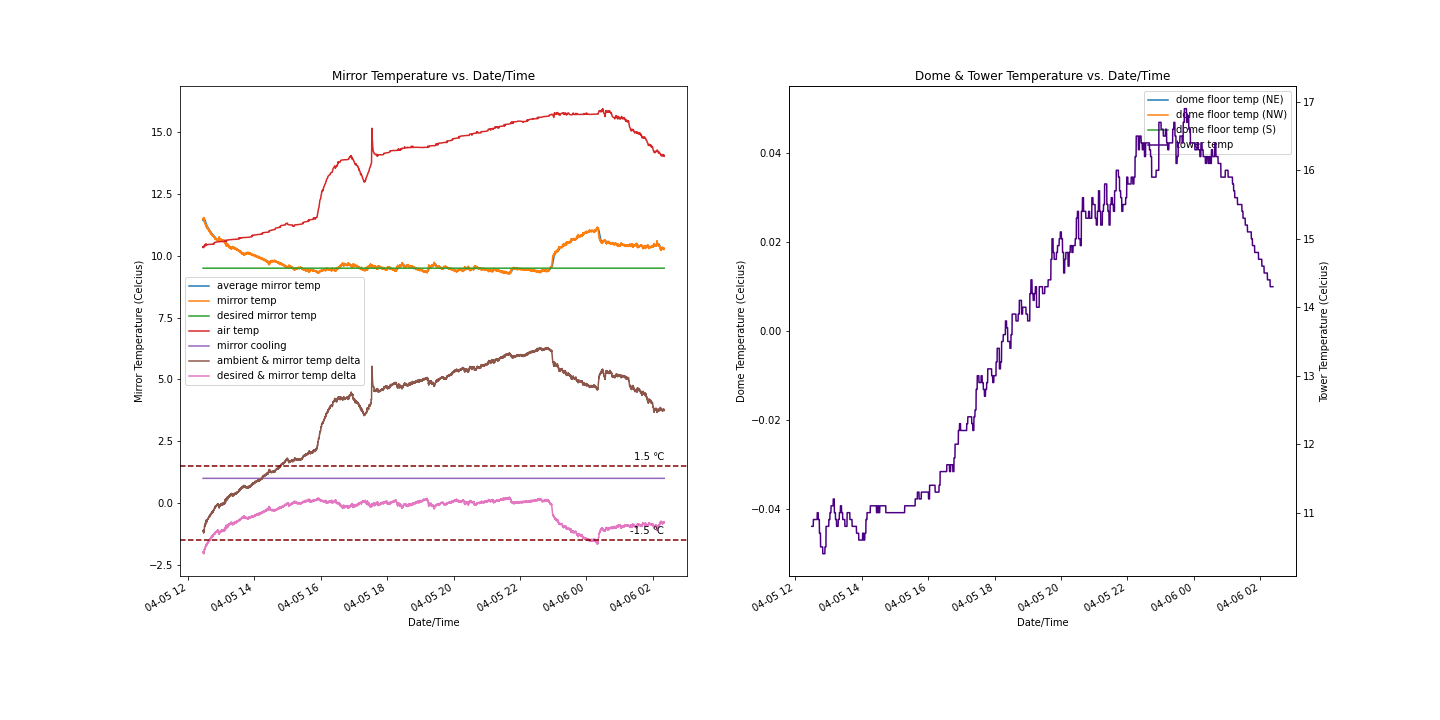 Mirror Temperature vs. Date/Time
Mirror Temperature (Celcius)
15.0
12.5
10.0
7.5
5.0
2.5
0.0
−2.5
average mirror temp
mirror temp
desired mirror temp
air temp
mirror cooling
ambient & mirror temp delta
desired & mirror temp delta
1.5 °C
-1.5 °C
04-05 12
04-05 14
04-05 16
04-05 18
04-05 20
04-05 22
04-06 00
04-06 02
Date/Time
Dome & Tower Temperature vs. Date/Time
Dome Temperature (Celcius)
0.04
0.02
0.00
−0.02
−0.04
dome floor temp (NE)
dome floor temp (NW)
dome floor temp (S)
tower temp
17
16
15
14
13
12
11
Tower Temperature (Celcius)
04-05 12
04-05 14
04-05 16
04-05 18
04-05 20
04-05 22
04-06 00
04-06 02
Date/Time